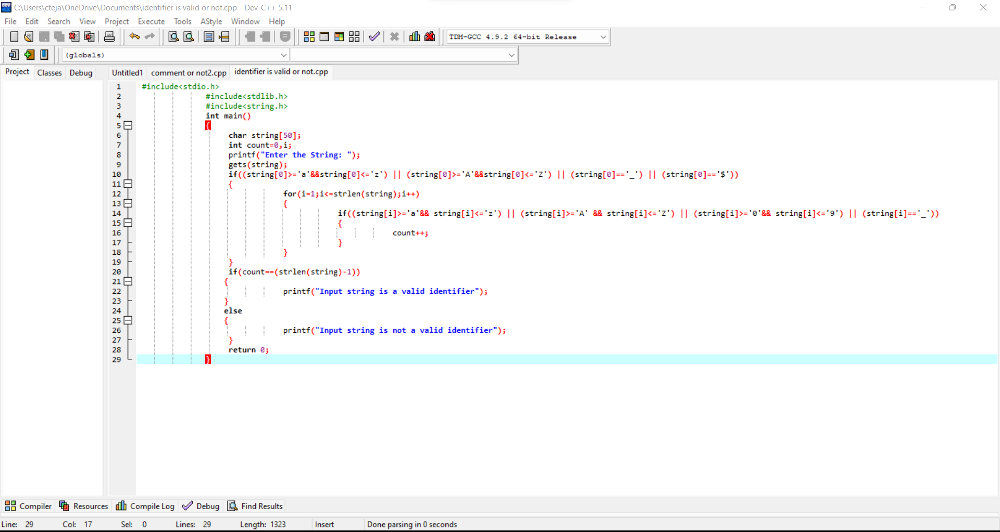 C:\Users\cteja\OneDrive\Documents\identifier is valid or not.cpp - Dev-C++ 5.11
File Edit Search View Project Execute Tools AStyle Window Help
TDM-GCC 4.9.2 64-bit Release
(globals)
Project Classes Debug Untitled1 comment or not2.cpp identifier is valid or not.cpp
1 #include<stdio.h>
2 #include<stdlib.h>
3 #include<string.h>
4 int main()
5 {
6 char string[50];
7 int count=0,i;
8 printf("Enter the String: ");
9 gets(string);
10 if((string[0]>='a'&&string[0]<='z') || (string[0]>='A'&&string[0]<='Z') || (string[0]=='_') || (string[0]=='$'))
11 {
12 for(i=1;i<=strlen(string);i++)
13 {
14 if((string[i]>='a'&& string[i]<='z') || (string[i]>='A' && string[i]<='Z') || (string[i]>='0'&& string[i]<='9') || (string[i]=='_'))
15 {
16 count++;
17 }
18 }
19 }
20 if(count==(strlen(string)-1))
21 {
22 printf("Input string is a valid identifier");
23 }
24 else
25 {
26 printf("Input string is not a valid identifier");
27 }
28 return 0;
29 }
Compiler Resources Compile Log Debug Find Results
Line: 29 Col: 17 Sel: 0 Lines: 29 Length: 1323 Insert Done parsing in 0 seconds